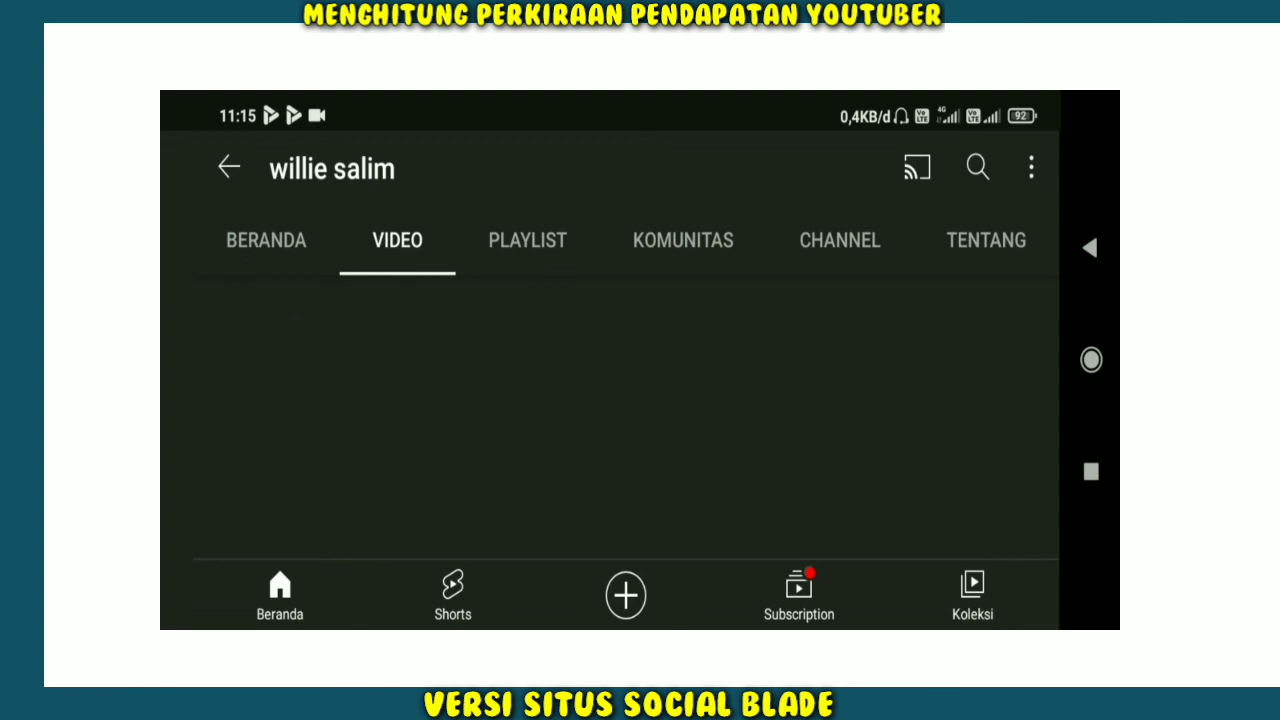 MENGHITUNG PERKIRAAN PENDAPATAN YOUTUBER
11:15 0,4KB/d 4G 92
willie salim
BERANDA VIDEO PLAYLIST KOMUNITAS CHANNEL TENTANG
Beranda Shorts Subscription Koleksi
VERSI SITUS SOCIAL BLADE